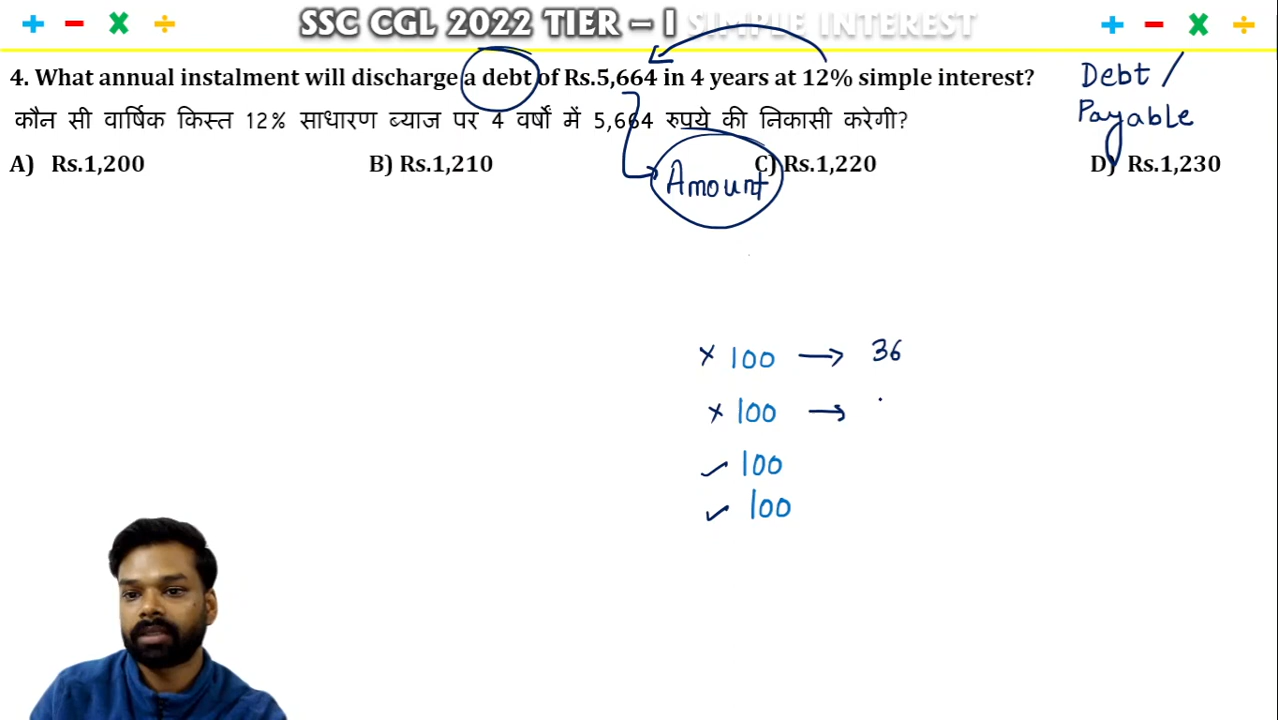 SSC CGL 2022 TIER – I SIMPLE INTEREST
4. What annual instalment will discharge a debt of Rs.5,664 in 4 years at 12% simple interest?
कौन सी वार्षिक किस्त 12% साधारण ब्याज पर 4 वर्षों में 5,664 रुपये की निकासी करेगी?
A) Rs.1,200 B) Rs.1,210 C) Rs.1,220 D) Rs.1,230
Debt /
Payable
Amount
× 100 → 36
× 100 →
✓ 100
✓ 100